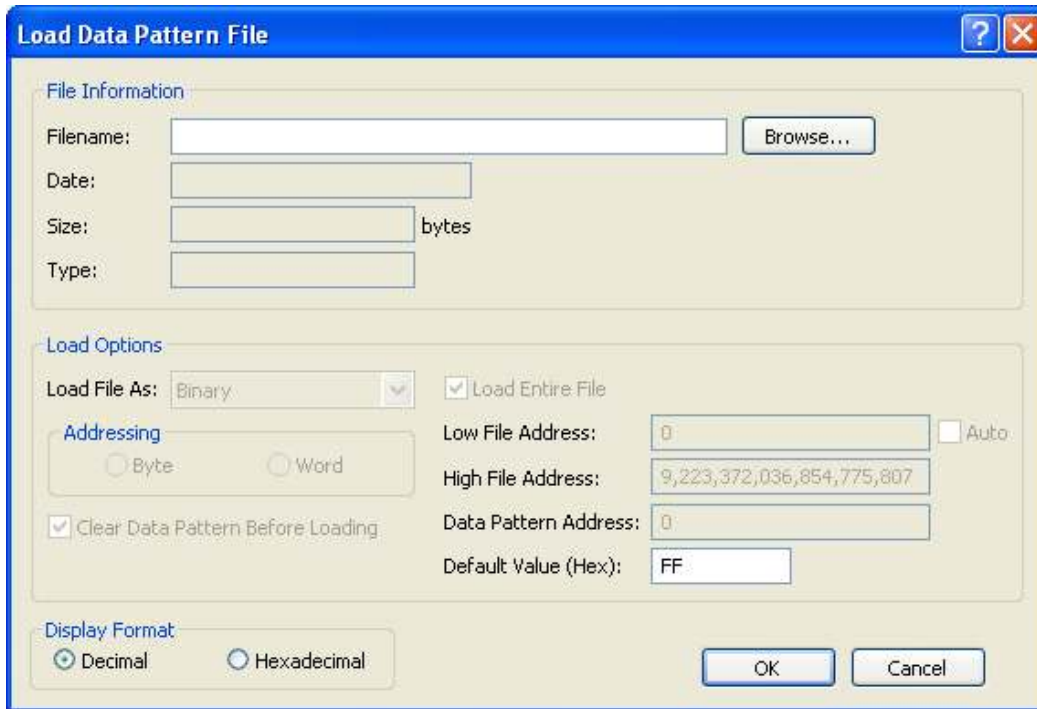 Load Data Pattern File
File Information
Filename:
Browse...
Date:
Size:
bytes
Type:
Load Options
Load File As: Binary
Load Entire File
Addressing
Byte
Word
Clear Data Pattern Before Loading
Low File Address: 0
Auto
High File Address: 9,223,372,036,854,775,807
Data Pattern Address: 0
Default Value (Hex): FF
Display Format
Decimal
Hexadecimal
OK
Cancel